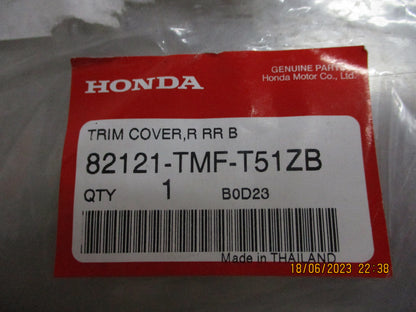 HONDA
GENUINE PARTS
Honda Motor Co., Ltd.
TRIM COVER,R RR B
82121-TMF-T51ZB
QTY 1 B0D23
Made in THAILAND
18/06/2023 22:38